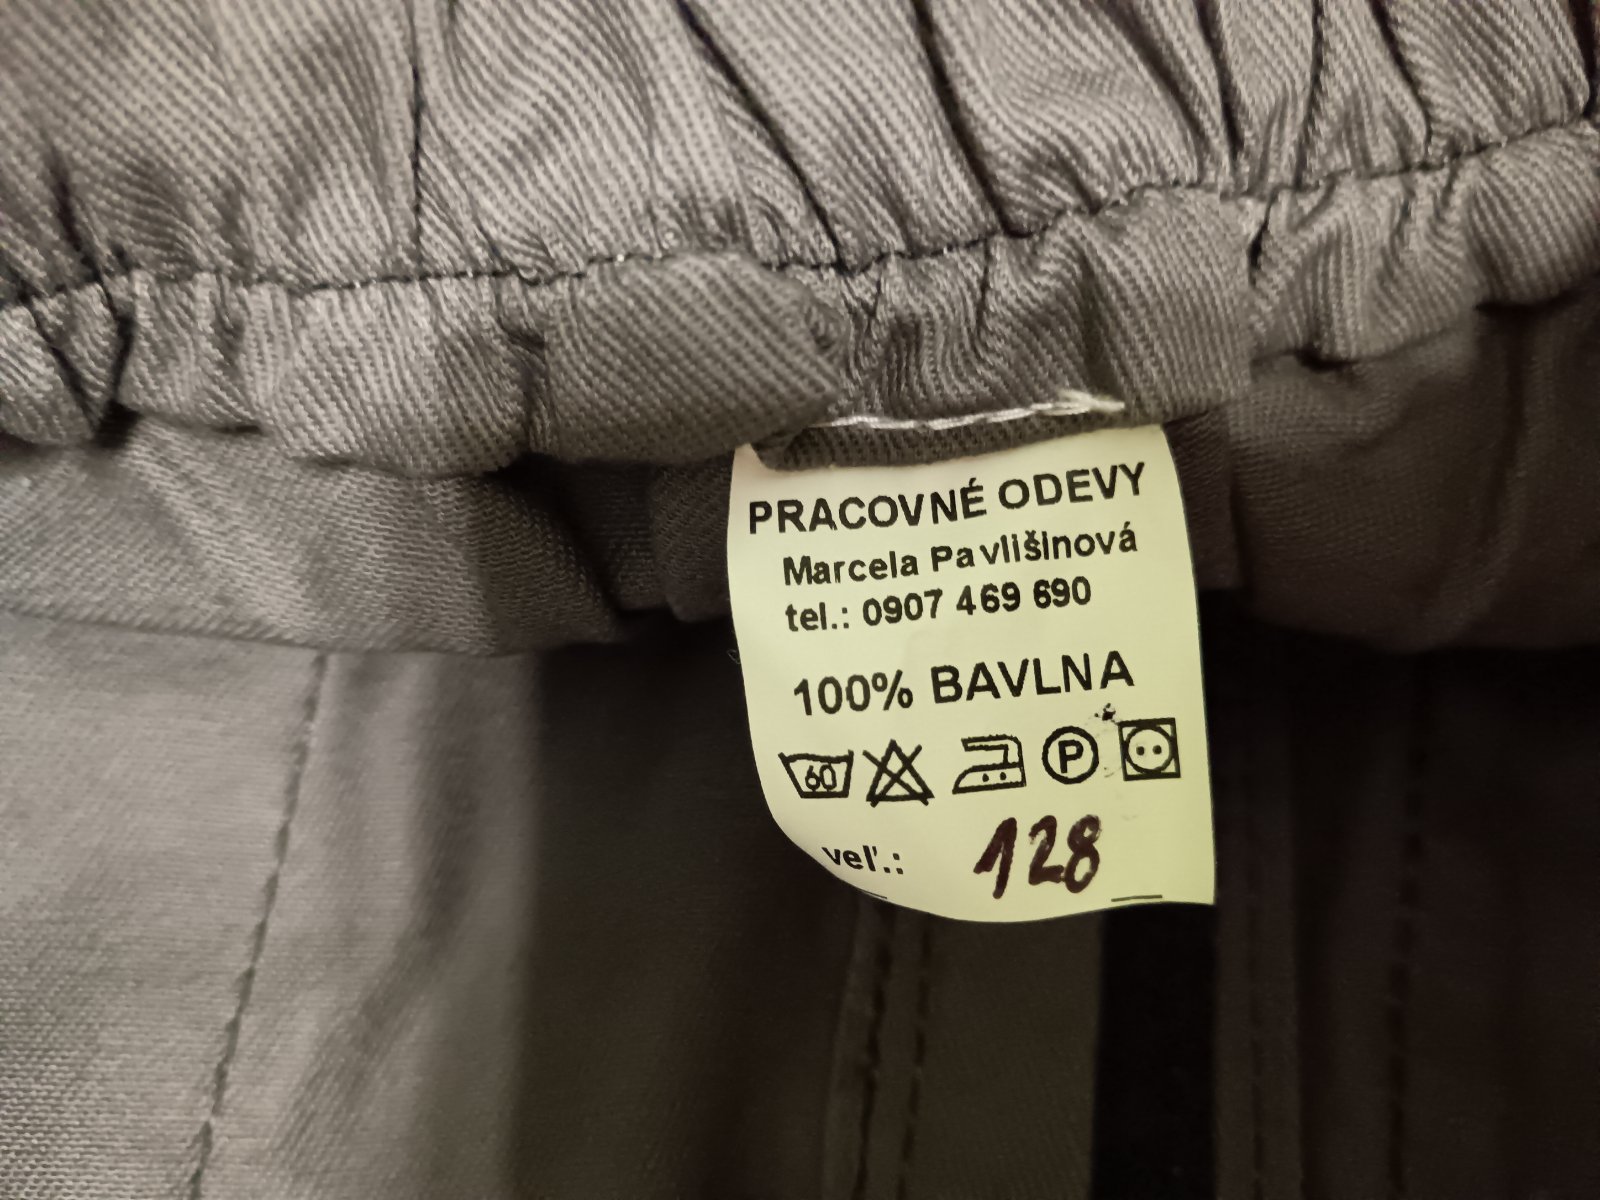 PRACOVNÉ ODEVY
Marcela Pavlišinová
tel.: 0907 469 690
100% BAVLNA
60 P
veľ.: 128